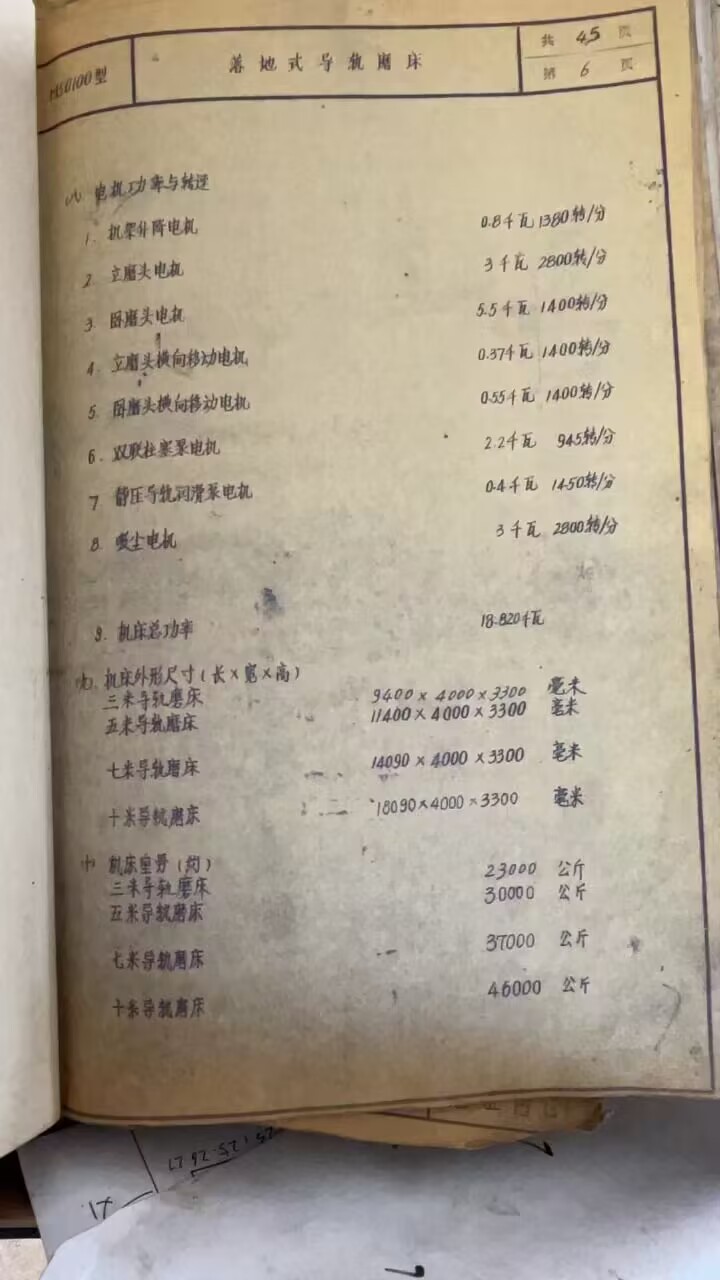 落地式导轨磨床
共 45 页
第 6 页
八 电机功率与转速
1. 机架升降电机 0.8千瓦 1380转/分
2. 立磨头电机 3千瓦 2800转/分
3. 卧磨头电机 5.5千瓦 1400转/分
4. 立磨头横向移动电机 0.37千瓦 1400转/分
5. 卧磨头横向移动电机 0.55千瓦 1400转/分
6. 双联柱塞泵电机 2.2千瓦 945转/分
7 静压导轨润滑泵电机 0.4千瓦 1450转/分
8. 吸尘电机 3千瓦 2800转/分
9. 机床总功率 18.820千瓦
九 机床外形尺寸(长×宽×高)
三米导轨磨床 9400×4000×3300 毫米
五米导轨磨床 11400×4000×3300 毫米
七米导轨磨床 14090×4000×3300 毫米
十米导轨磨床 18090×4000×3300 毫米
十 机床重量(约)
三米导轨磨床 23000 公斤
五米导轨磨床 30000 公斤
七米导轨磨床 37000 公斤
十米导轨磨床 46000 公斤